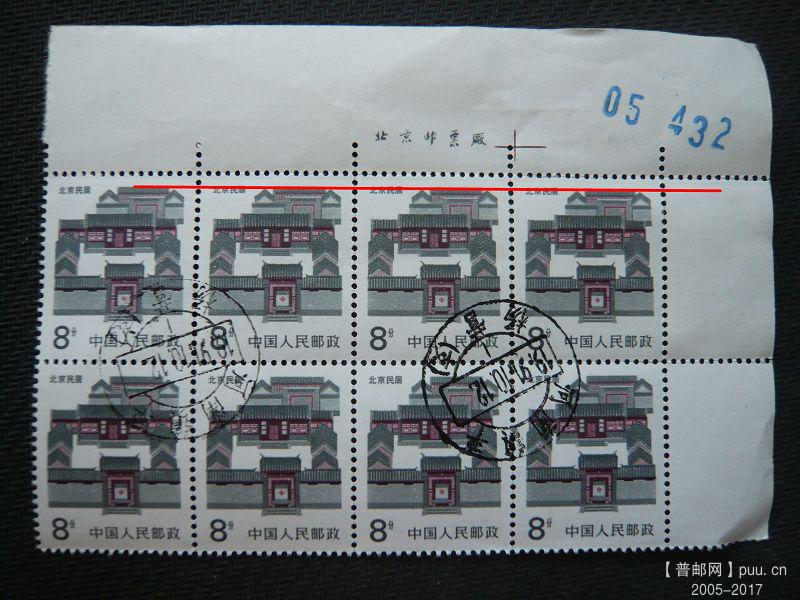 05 432
北京邮票厰
北京民居 北京民居 北京民居 北京民居
8分 中国人民邮政 8分 中国人民邮政 8分 中国人民邮政 8分 中国人民邮政
北京民居 北京民居 北京民居 北京民居
8分 中国人民邮政 8分 中国人民邮政 8分 中国人民邮政 8分 中国人民邮政
【普邮网】puu.cn
2005-2017